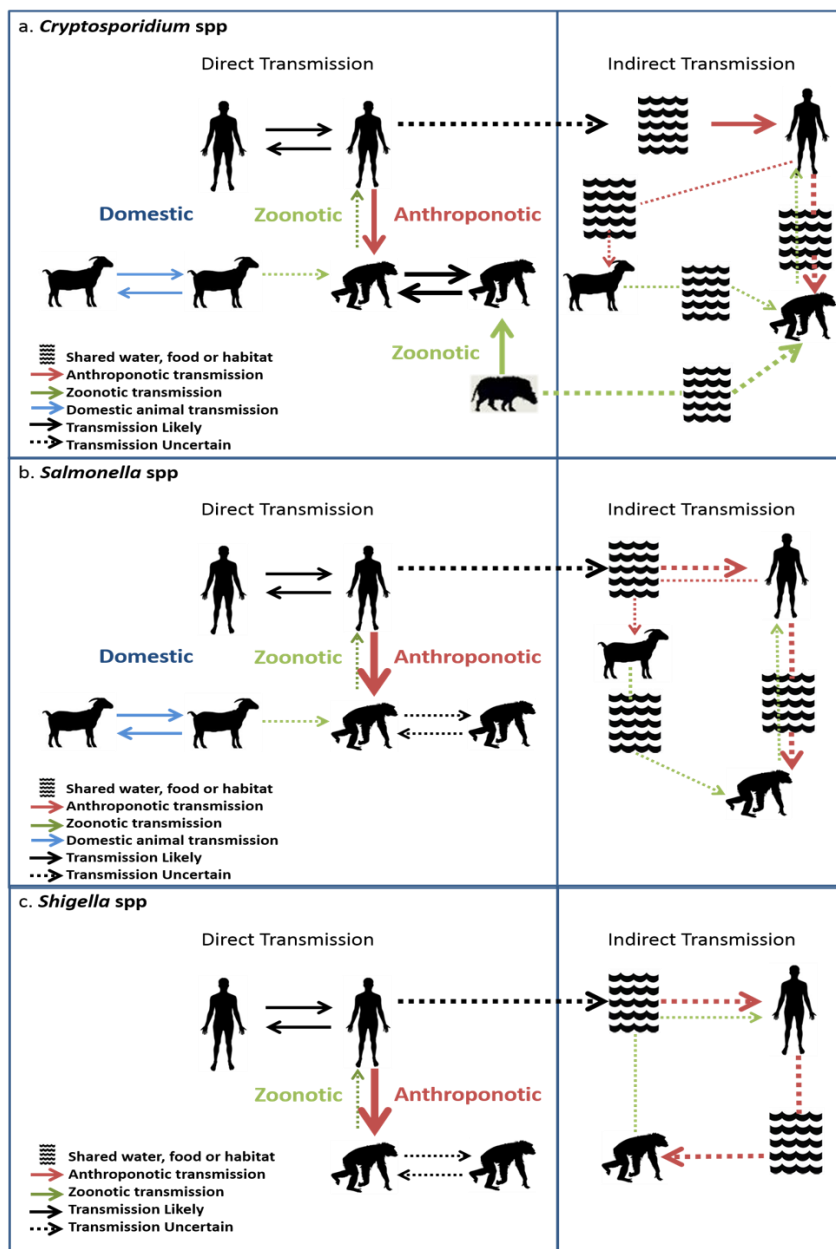 a. Cryptosporidium spp
Direct Transmission
Indirect Transmission
Domestic
Zoonotic
Anthroponotic
Zoonotic
Shared water, food or habitat
Anthroponotic transmission
Zoonotic transmission
Domestic animal transmission
Transmission Likely
Transmission Uncertain
b. Salmonella spp
Direct Transmission
Indirect Transmission
Domestic
Zoonotic
Anthroponotic
Shared water, food or habitat
Anthroponotic transmission
Zoonotic transmission
Domestic animal transmission
Transmission Likely
Transmission Uncertain
c. Shigella spp
Direct Transmission
Indirect Transmission
Zoonotic
Anthroponotic
Shared water, food or habitat
Anthroponotic transmission
Zoonotic transmission
Transmission Likely
Transmission Uncertain